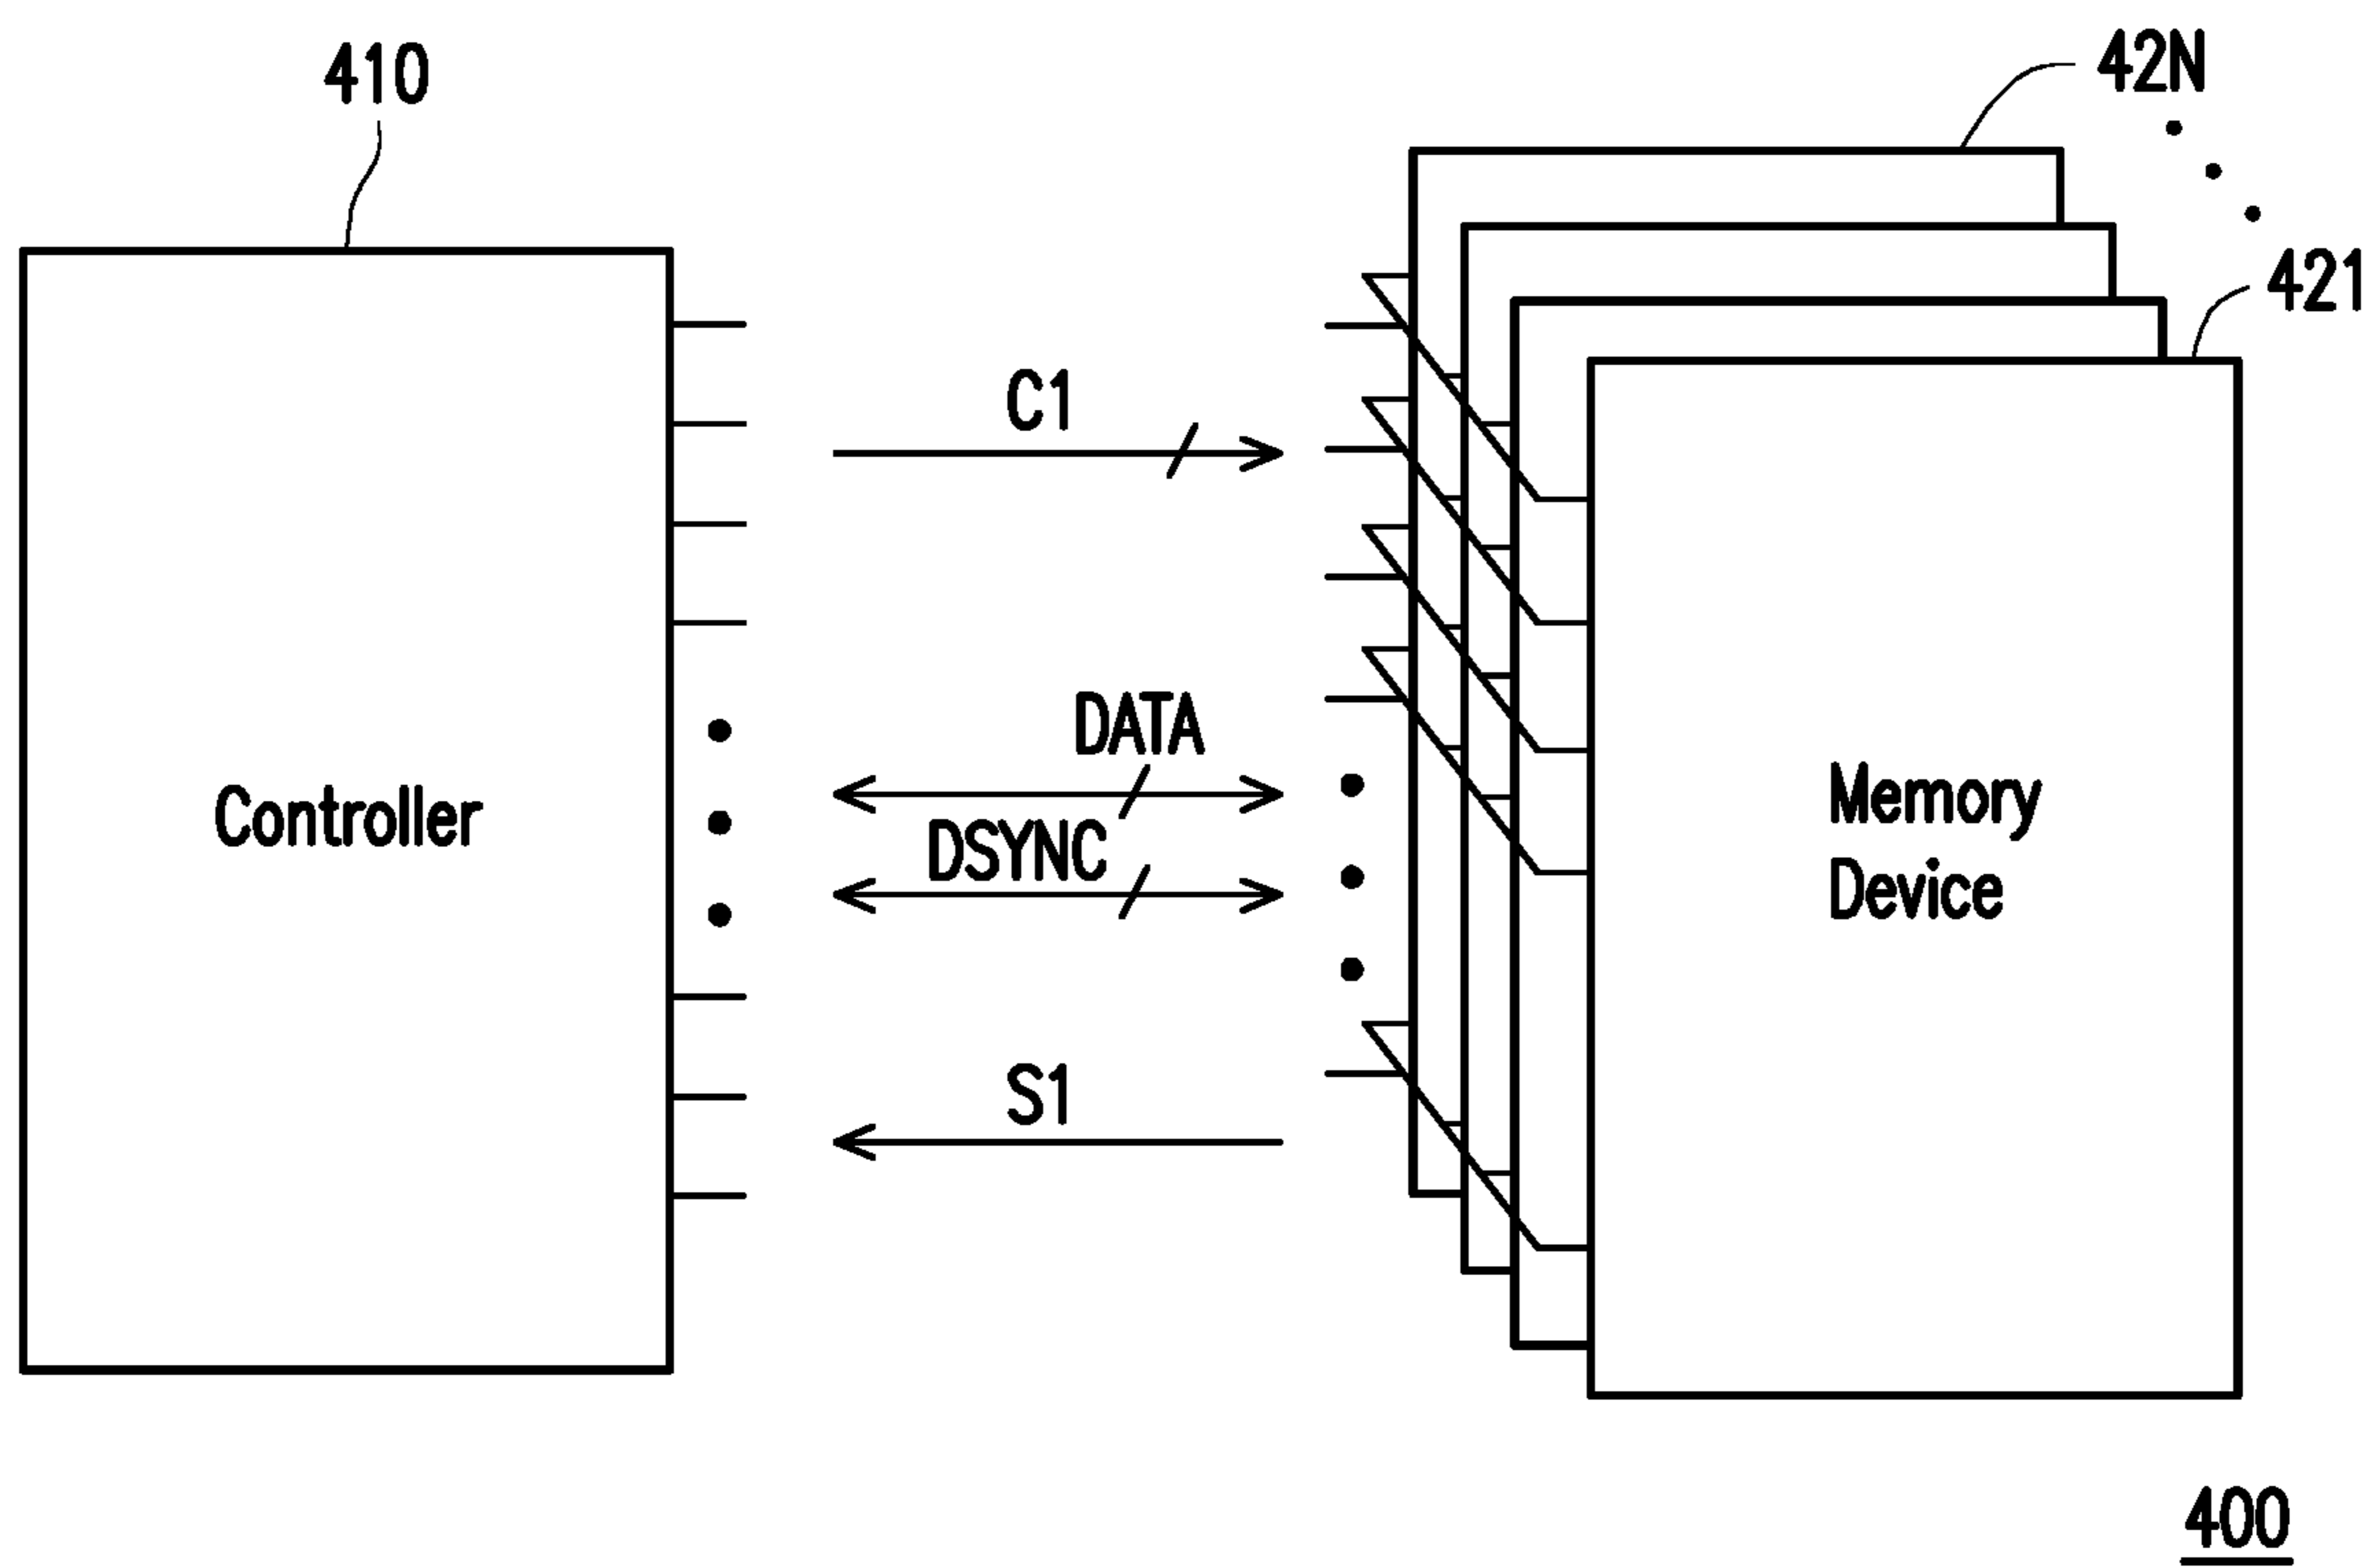 410
42N
421
C1
DATA
Controller
DSYNC
Memory
Device
S1
400